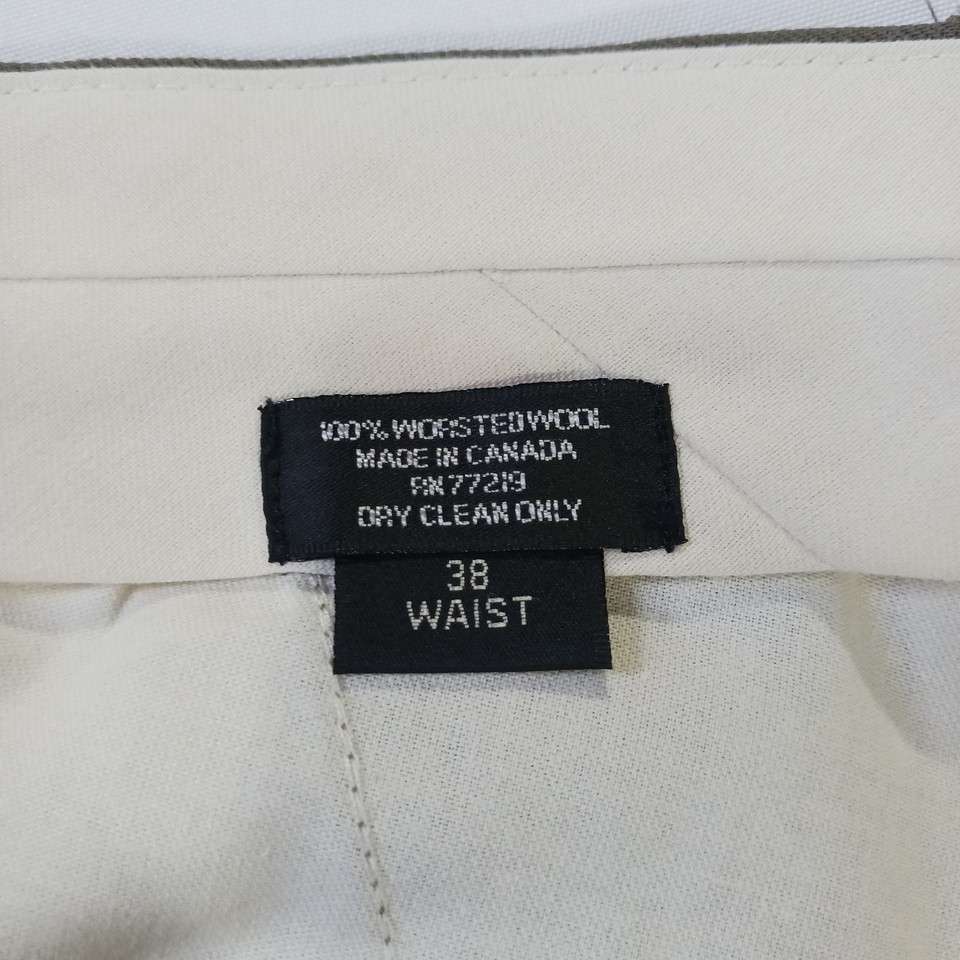 100% WORSTED WOOL
MADE IN CANADA
RN 77219
DRY CLEAN ONLY
38
WAIST